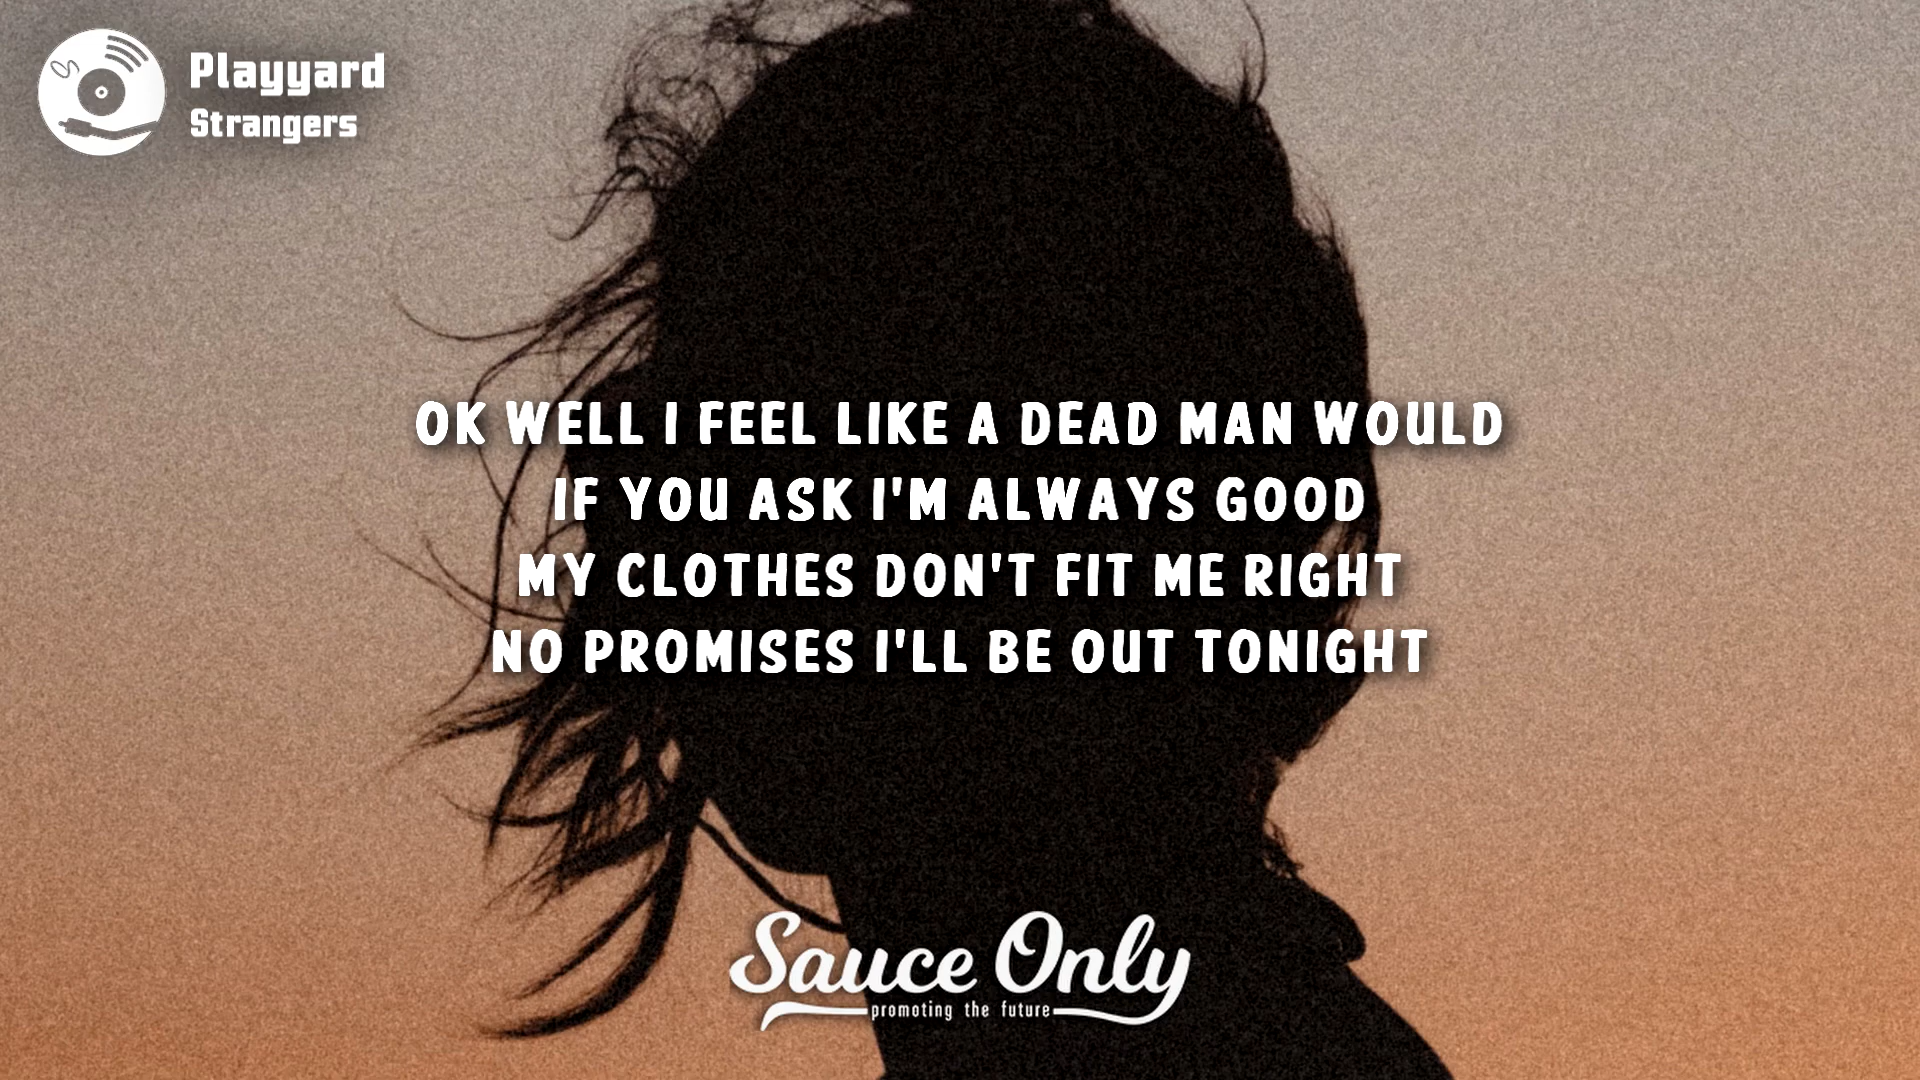 Playyard
Strangers
OK WELL I FEEL LIKE A DEAD MAN WOULD
IF YOU ASK I'M ALWAYS GOOD
MY CLOTHES DON'T FIT ME RIGHT
NO PROMISES I'LL BE OUT TONIGHT
Sauce Only
promoting the future